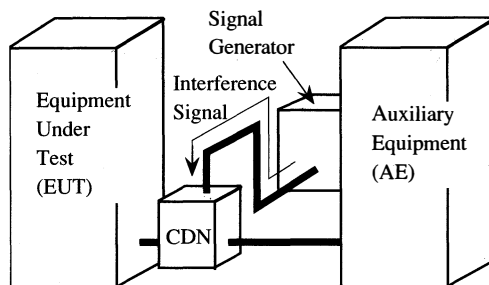 Signal
Generator
Interference
Signal
Equipment
Under
Test
(EUT)
Auxiliary
Equipment
(AE)
CDN